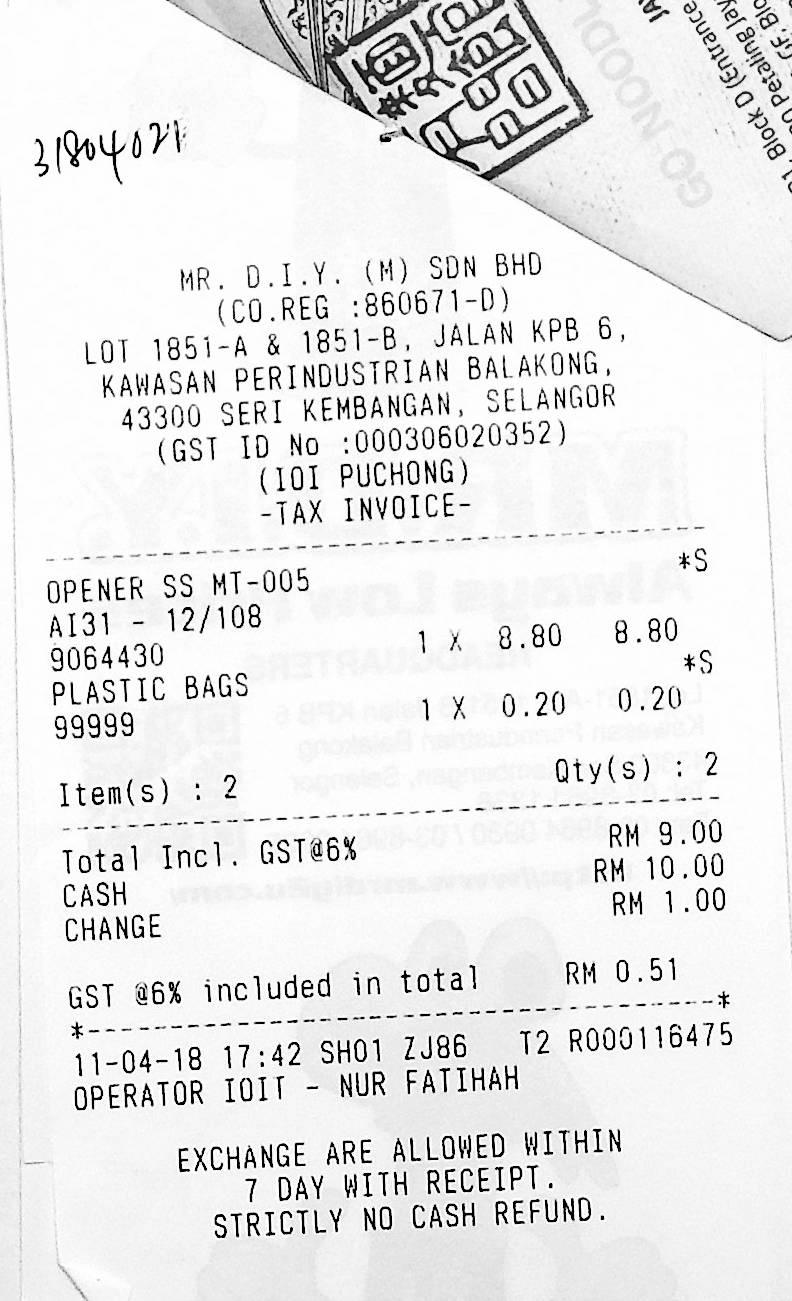 31804021
GO NOODL
Block D (Entrance
MR. D.I.Y. (M) SDN BHD
(CO.REG :860671-D)
LOT 1851-A & 1851-B, JALAN KPB 6,
KAWASAN PERINDUSTRIAN BALAKONG,
43300 SERI KEMBANGAN, SELANGOR
(GST ID No :000306020352)
(IOI PUCHONG)
-TAX INVOICE-
OPENER SS MT-005 *S
AI31 - 12/108
9064430 1 X 8.80 8.80
PLASTIC BAGS *S
99999 1 X 0.20 0.20
Item(s) : 2 Qty(s) : 2
Total Incl. GST@6% RM 9.00
CASH RM 10.00
CHANGE RM 1.00
GST @6% included in total RM 0.51
*--------------------------------------*
11-04-18 17:42 SH01 ZJ86 T2 R000116475
OPERATOR IOIT - NUR FATIHAH
EXCHANGE ARE ALLOWED WITHIN
7 DAY WITH RECEIPT.
STRICTLY NO CASH REFUND.